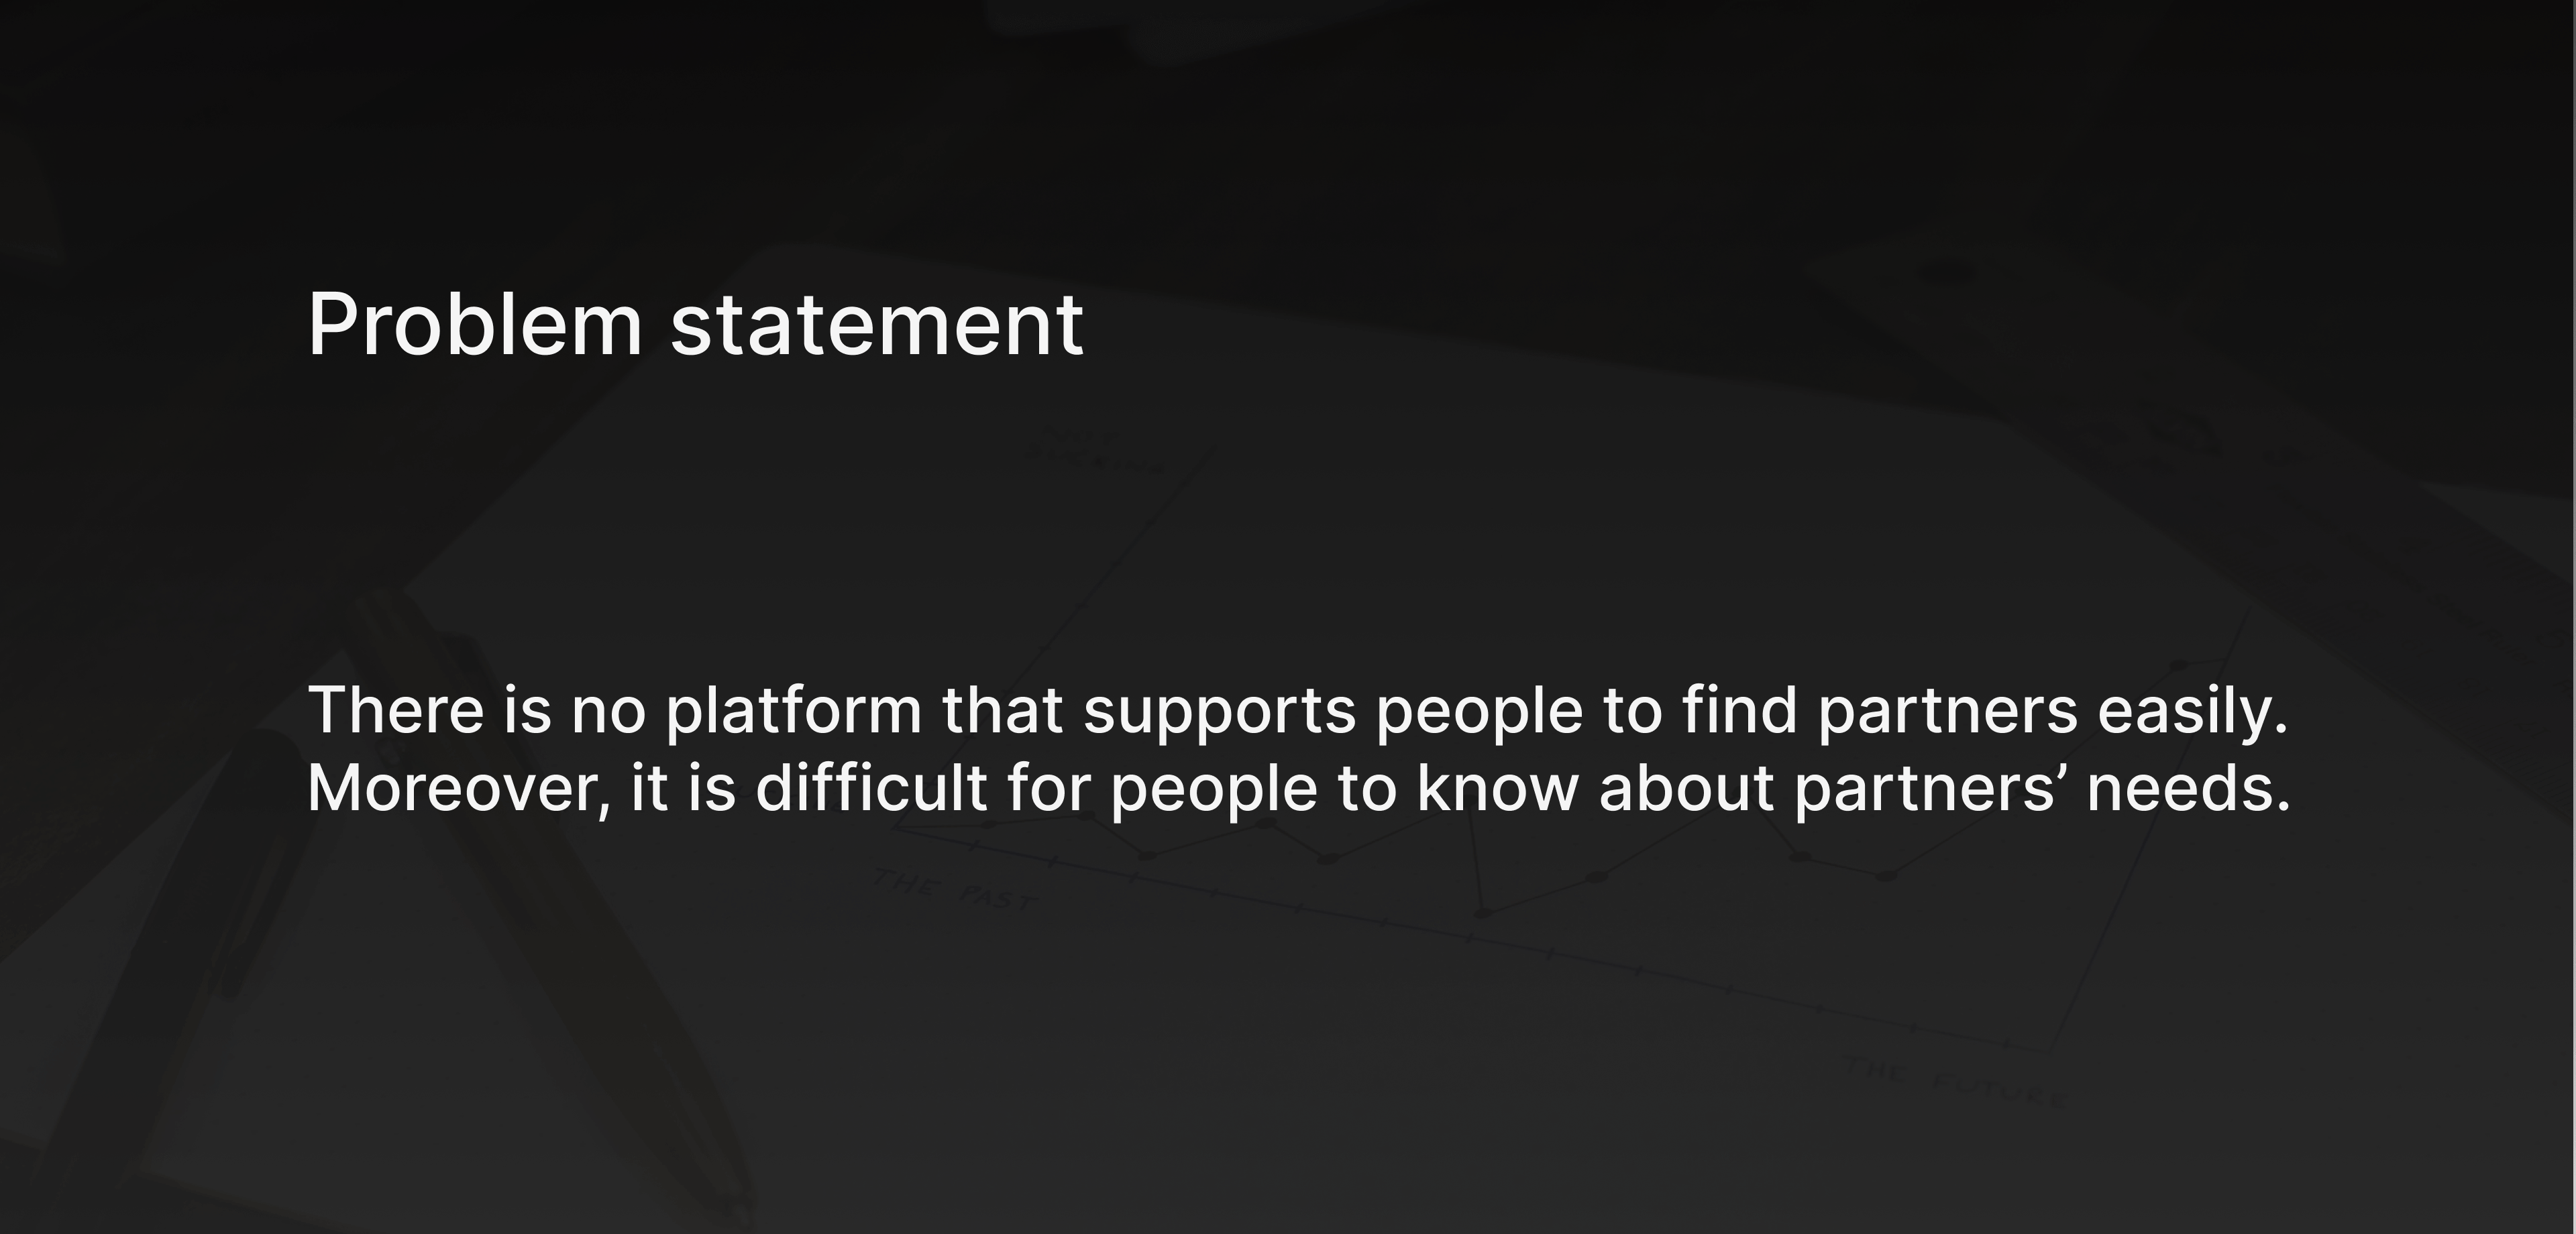 Problem statement
There is no platform that supports people to find partners easily.
Moreover, it is difficult for people to know about partners’ needs.
THE PAST
THE FUTURE